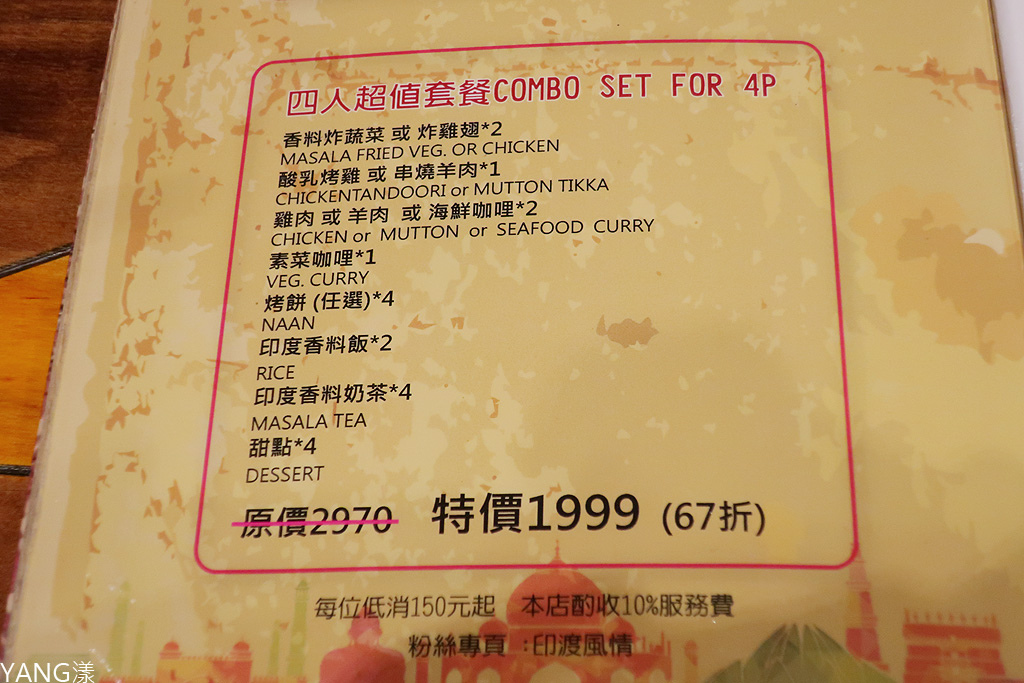 四人超值套餐COMBO SET FOR 4P
香料炸蔬菜 或 炸雞翅*2
MASALA FRIED VEG. OR CHICKEN
酸乳烤雞 或 串燒羊肉*1
CHICKENTANDOORI or MUTTON TIKKA
雞肉 或 羊肉 或 海鮮咖哩*2
CHICKEN or MUTTON or SEAFOOD CURRY
素菜咖哩*1
VEG. CURRY
烤餅 (任選)*4
NAAN
印度香料飯*2
RICE
印度香料奶茶*4
MASALA TEA
甜點*4
DESSERT
原價2970 特價1999 (67折)
每位低消150元起 本店酌收10%服務費
粉絲專頁 :印渡風情
YANG漾